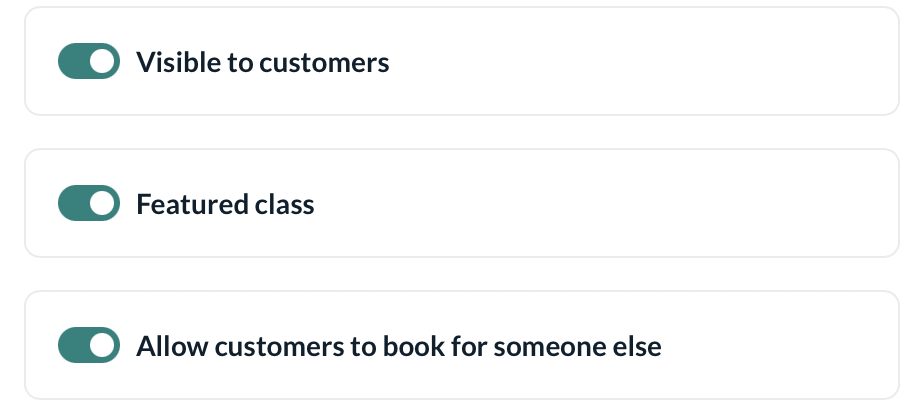 Visible to customers
Featured class
Allow customers to book for someone else